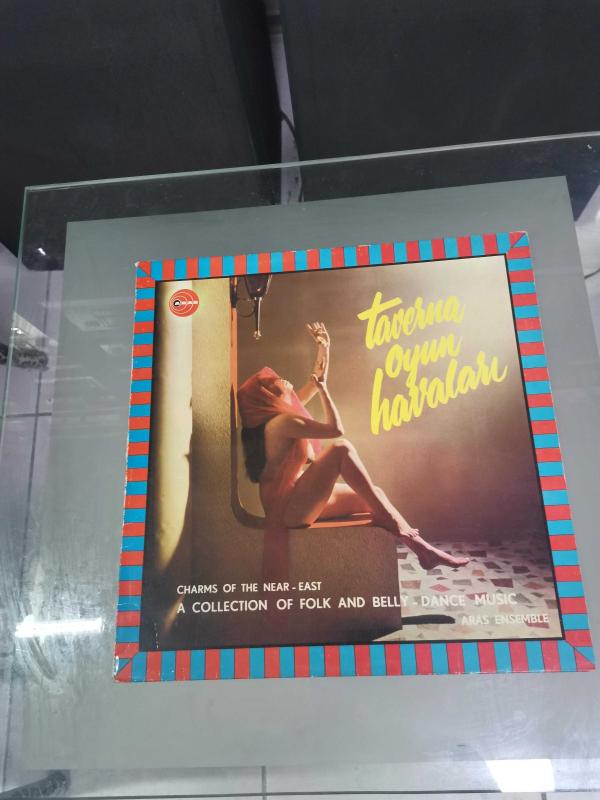 taverna
oyun
havaları
CHARMS OF THE NEAR-EAST
A COLLECTION OF FOLK AND BELLY-DANCE MUSIC
ARAS ENSEMBLE